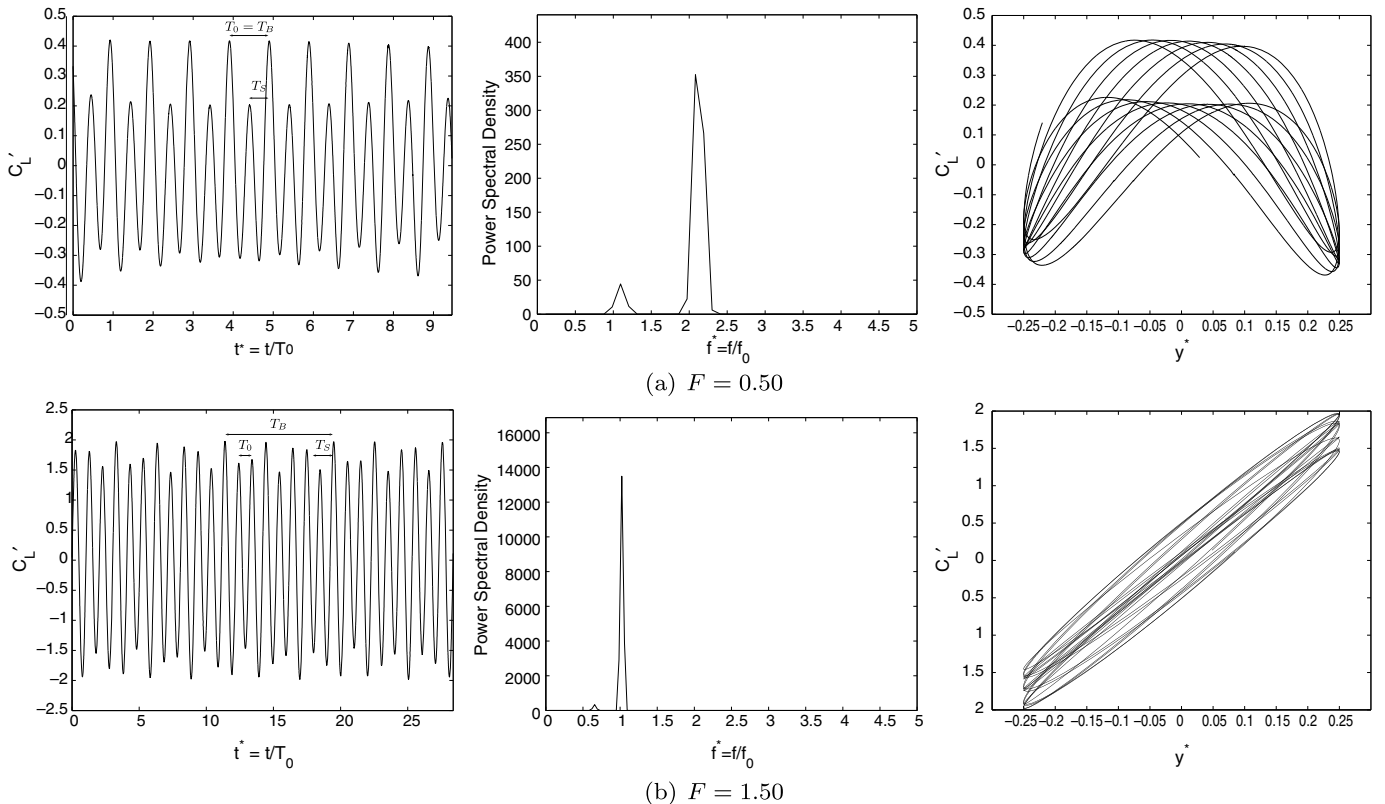 0.5
0.4
0.3
0.2
0.1
0
−0.1
−0.2
−0.3
−0.4
−0.5
C_L′
T_0 = T_B
T_S
0 1 2 3 4 5 6 7 8 9
t* = t/T0
400
350
300
250
200
150
100
50
0
Power Spectral Density
0.5 1 1.5 2 2.5 3 3.5 4 4.5 5
f*=f/f_0
0.5
0.4
0.3
0.2
0.1
0
−0.1
−0.2
−0.3
−0.4
−0.5
C_L′
−0.25 −0.2 −0.15 −0.1 −0.05 0 0.05 0.1 0.15 0.2 0.25
y*
(a) F = 0.50
2.5
2
1.5
1
0.5
0
−0.5
−1
−1.5
−2
−2.5
C_L′
T_B
T_0
T_S
0 5 10 15 20 25
t* = t/T_0
16000
14000
12000
10000
8000
6000
4000
2000
0
Power Spectral Density
0 0.5 1 1.5 2 2.5 3 3.5 4 4.5 5
f*=f/f_0
2
1.5
1
0.5
0
0.5
1
1.5
2
C_L′
−0.25 −0.2 −0.15 −0.1 −0.05 0 0.05 0.1 0.15 0.2 0.25
y*
(b) F = 1.50